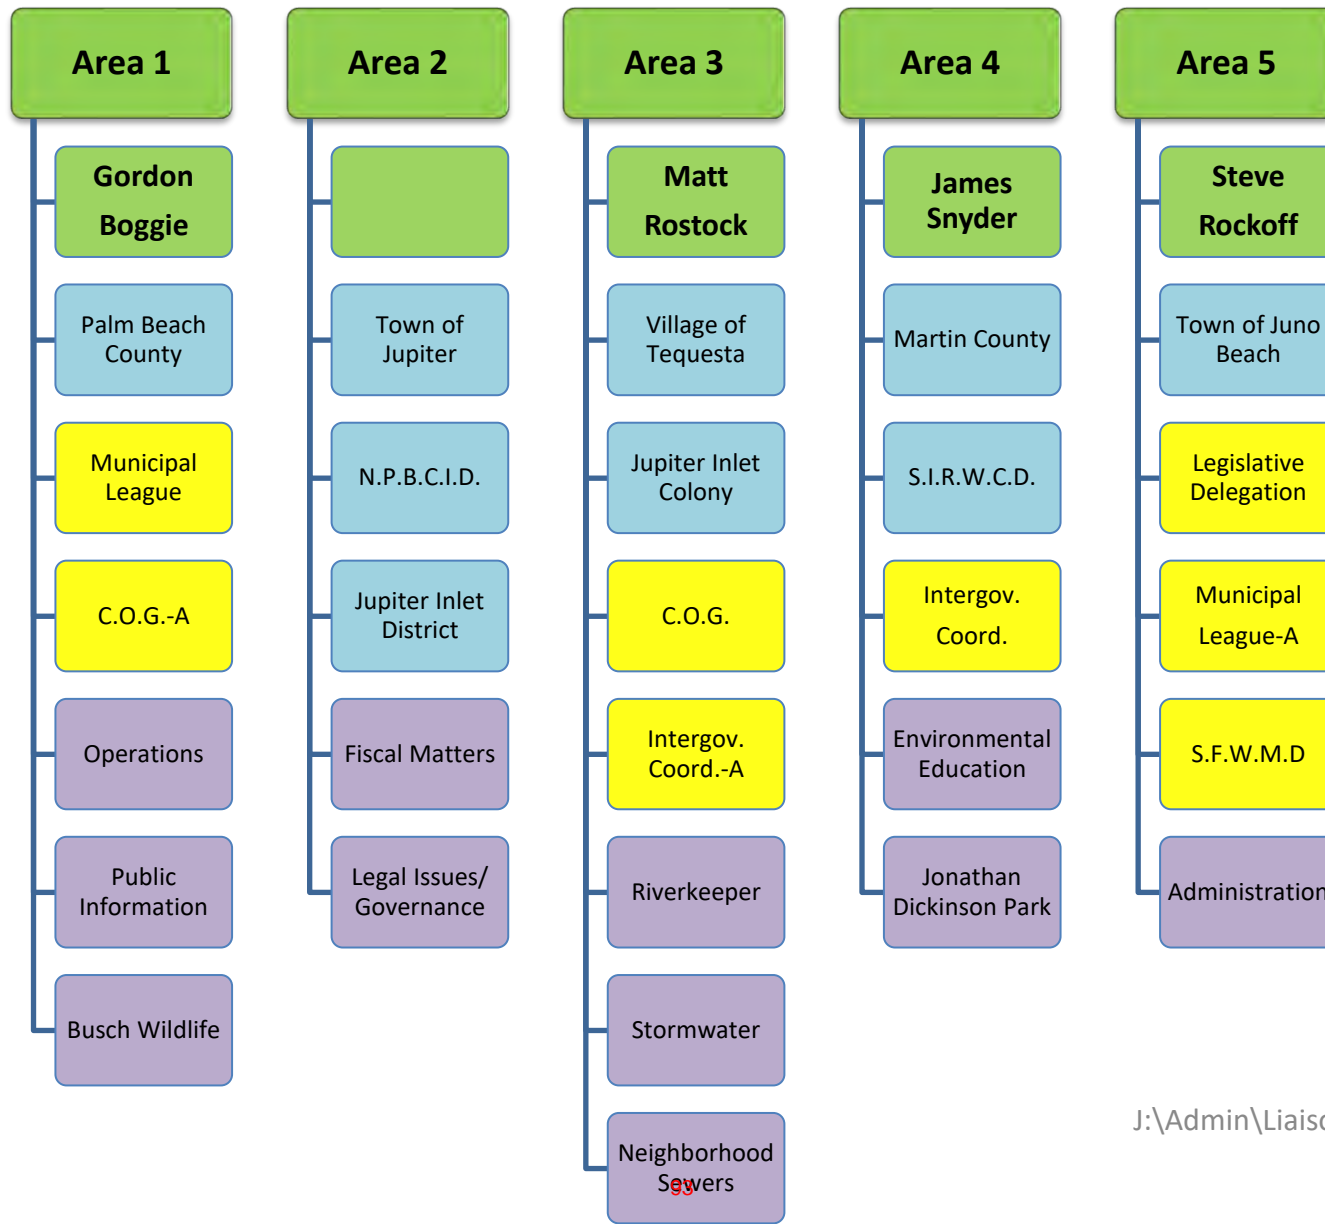 Area 1
Gordon
Boggie
Palm Beach
County
Municipal
League
C.O.G.-A
Operations
Public
Information
Busch Wildlife
Area 2
Town of
Jupiter
N.P.B.C.I.D.
Jupiter Inlet
District
Fiscal Matters
Legal Issues/
Governance
Area 3
Matt
Rostock
Village of
Tequesta
Jupiter Inlet
Colony
C.O.G.
Intergov.
Coord.-A
Riverkeeper
Stormwater
Neighborhood
Sewers
93
Area 4
James
Snyder
Martin County
S.I.R.W.C.D.
Intergov.
Coord.
Environmental
Education
Jonathan
Dickinson Park
Area 5
Steve
Rockoff
Town of Juno
Beach
Legislative
Delegation
Municipal
League-A
S.F.W.M.D
Administration
J:\Admin\Liaiso